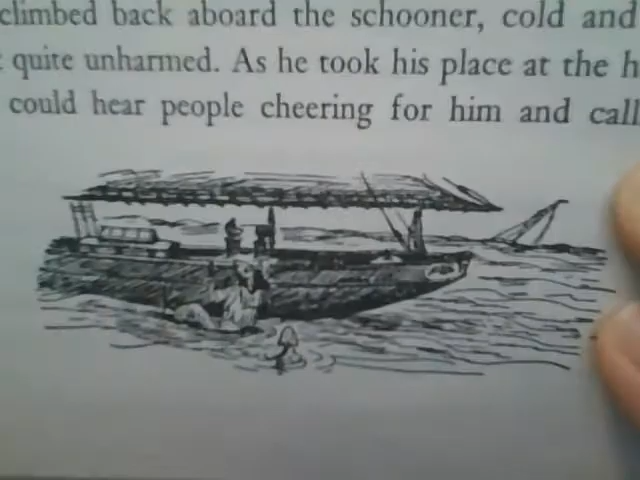 climbed back aboard the schooner, cold and
quite unharmed. As he took his place at the h
could hear people cheering for him and call